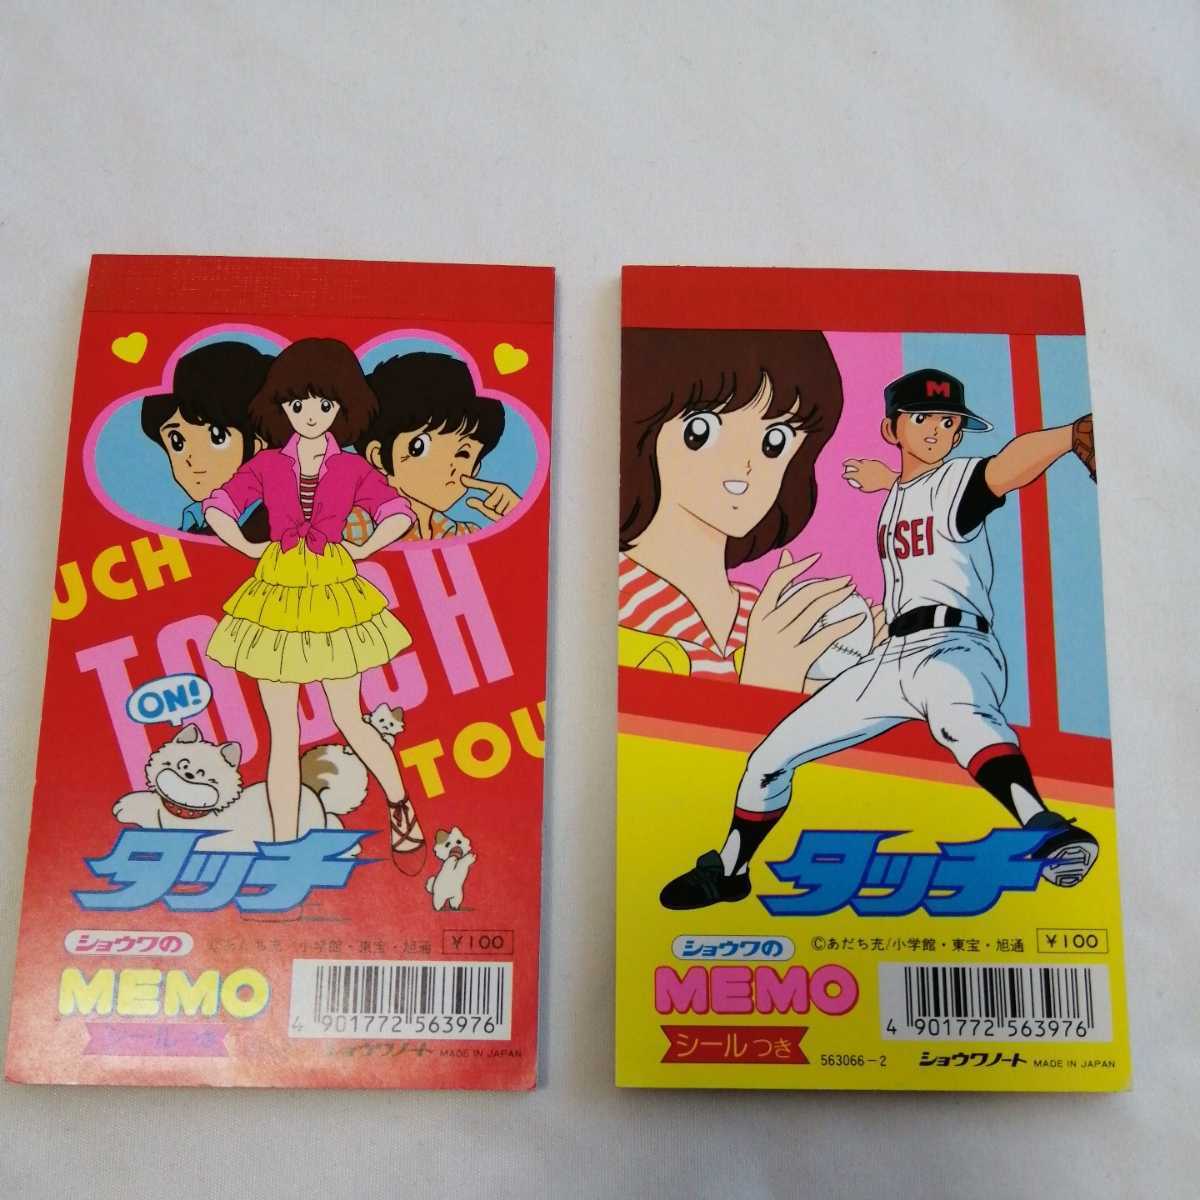 UCH
TOUCH
TOU
ON!
タッチ
ショウワの
©あだち充/小学館・東宝・旭通
¥100
MEMO
シールつき
4 901772 563976
ショウワノート MADE IN JAPAN
M
SEI
タッチ
ショウワの
©あだち充/小学館・東宝・旭通
¥100
MEMO
シールつき
4 901772 563976
563066-2
ショウワノート MADE IN JAPAN